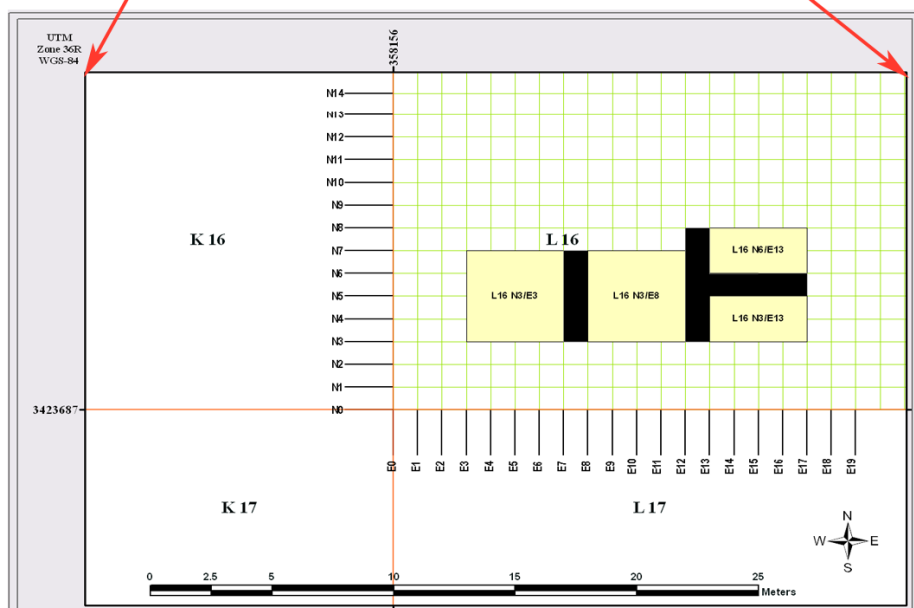 UTM
Zone 36R
WGS-84
358156
N14
N13
N12
N11
N10
N9
N8
N7
N6
N5
N4
N3
N2
N1
N0
K 16
L 16
L16 N6/E13
L16 N3/E3
L16 N3/E8
L16 N3/E13
3423687
E0
E1
E2
E3
E4
E5
E6
E7
E8
E9
E10
E11
E12
E13
E14
E15
E16
E17
E18
E19
K 17
L 17
N
W
E
S
0
2.5
5
10
15
20
25
Meters